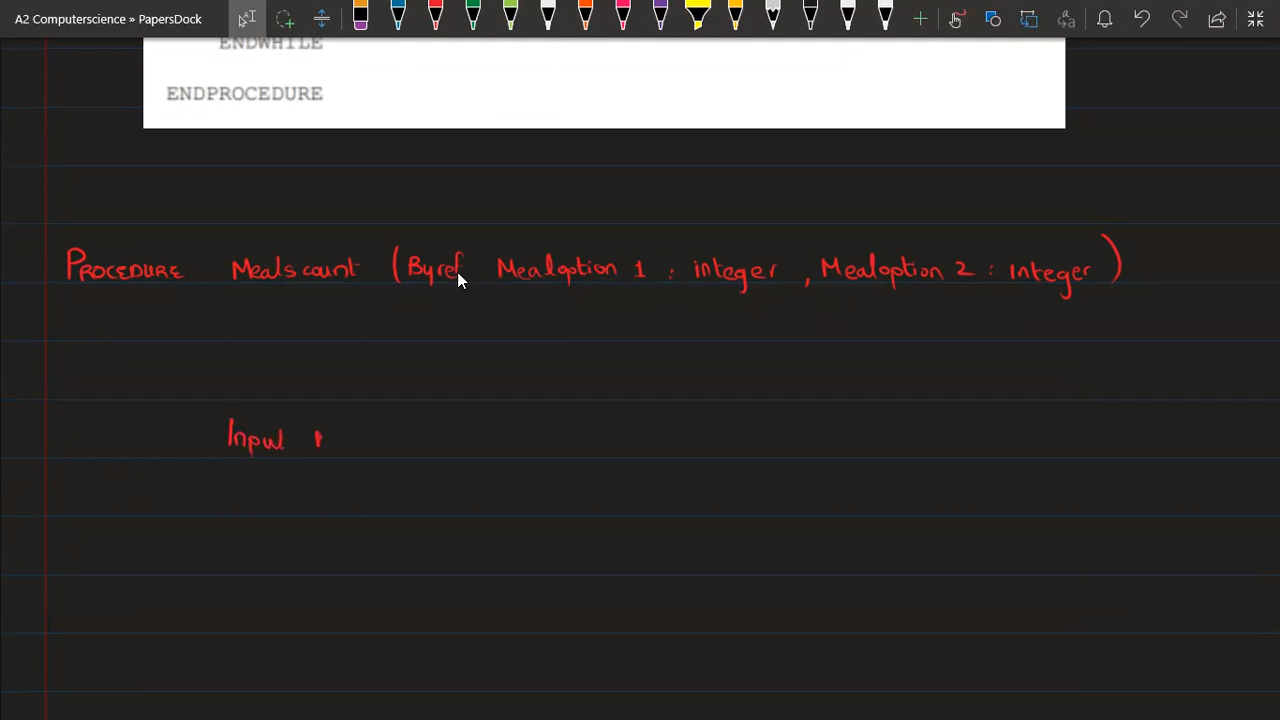 A2 Computerscience » PapersDock
ENDWHILE
ENDPROCEDURE
PROCEDURE Mealscount (Byref Mealoption 1 : integer , Mealoption 2 : Integer )
Input